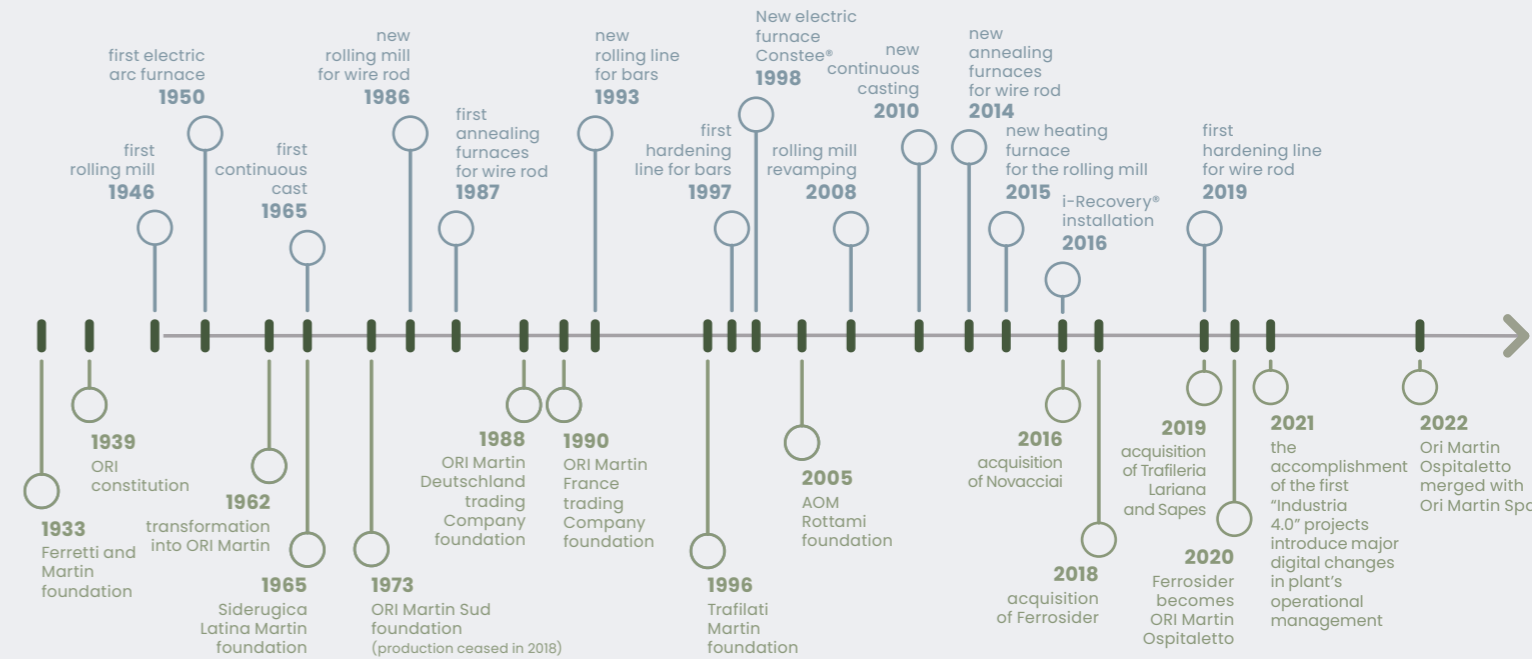 first electric
arc furnace
1950
first
rolling mill
1946
first
continuous
cast
1965
new
rolling mill
for wire rod
1986
first
annealing
furnaces
for wire rod
1987
new
rolling line
for bars
1993
first
hardening
line for bars
1997
New electric
furnace
Constee®
1998
rolling mill
revamping
2008
new
continuous
casting
2010
new
annealing
furnaces
for wire rod
2014
new heating
furnace
for the rolling mill
2015
i-Recovery®
installation
2016
first
hardening line
for wire rod
2019
1933
Ferretti and
Martin
foundation
1939
ORI
constitution
1962
transformation
into ORI Martin
1965
Siderugica
Latina Martin
foundation
1973
ORI Martin Sud
foundation
(production ceased in 2018)
1988
ORI Martin
Deutschland
trading
Company
foundation
1990
ORI Martin
France
trading
Company
foundation
1996
Trafilati
Martin
foundation
2005
AOM
Rottami
foundation
2016
acquisition
of Novacciai
2018
acquisition
of Ferrosider
2019
acquisition
of Trafileria
Lariana
and Sapes
2020
Ferrosider
becomes
ORI Martin
Ospitaletto
2021
the
accomplishment
of the first
“Industria
4.0” projects
introduce major
digital changes
in plant’s
operational
management
2022
Ori Martin
Ospitaletto
merged with
Ori Martin Spa